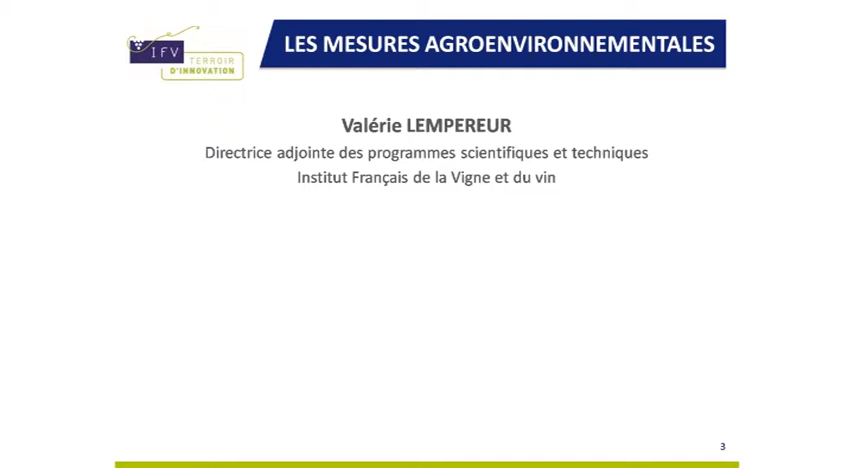 IFV
TERROIR
D'INNOVATION
LES MESURES AGROENVIRONNEMENTALES
Valérie LEMPEREUR
Directrice adjointe des programmes scientifiques et techniques
Institut Français de la Vigne et du vin
3